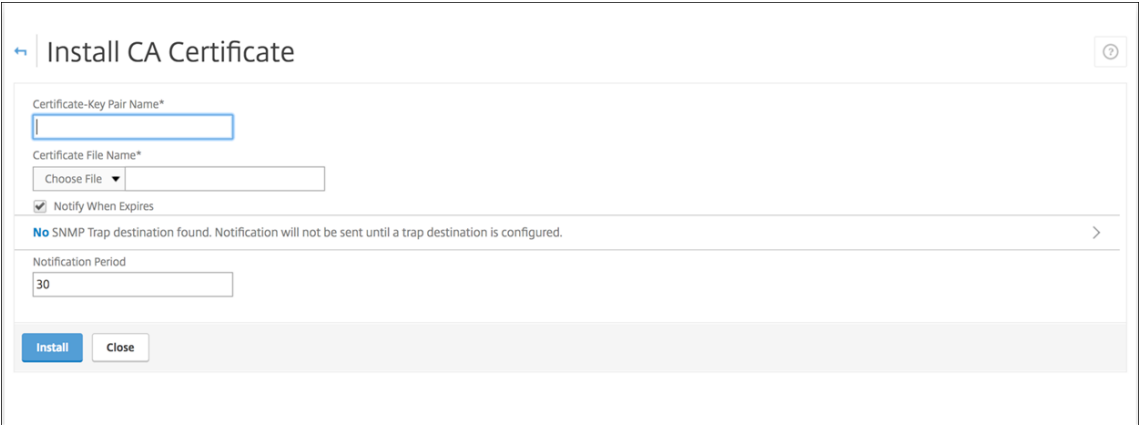 Install CA Certificate
Certificate-Key Pair Name*
Certificate File Name*
Choose File
Notify When Expires
No SNMP Trap destination found. Notification will not be sent until a trap destination is configured.
Notification Period
30
Install Close